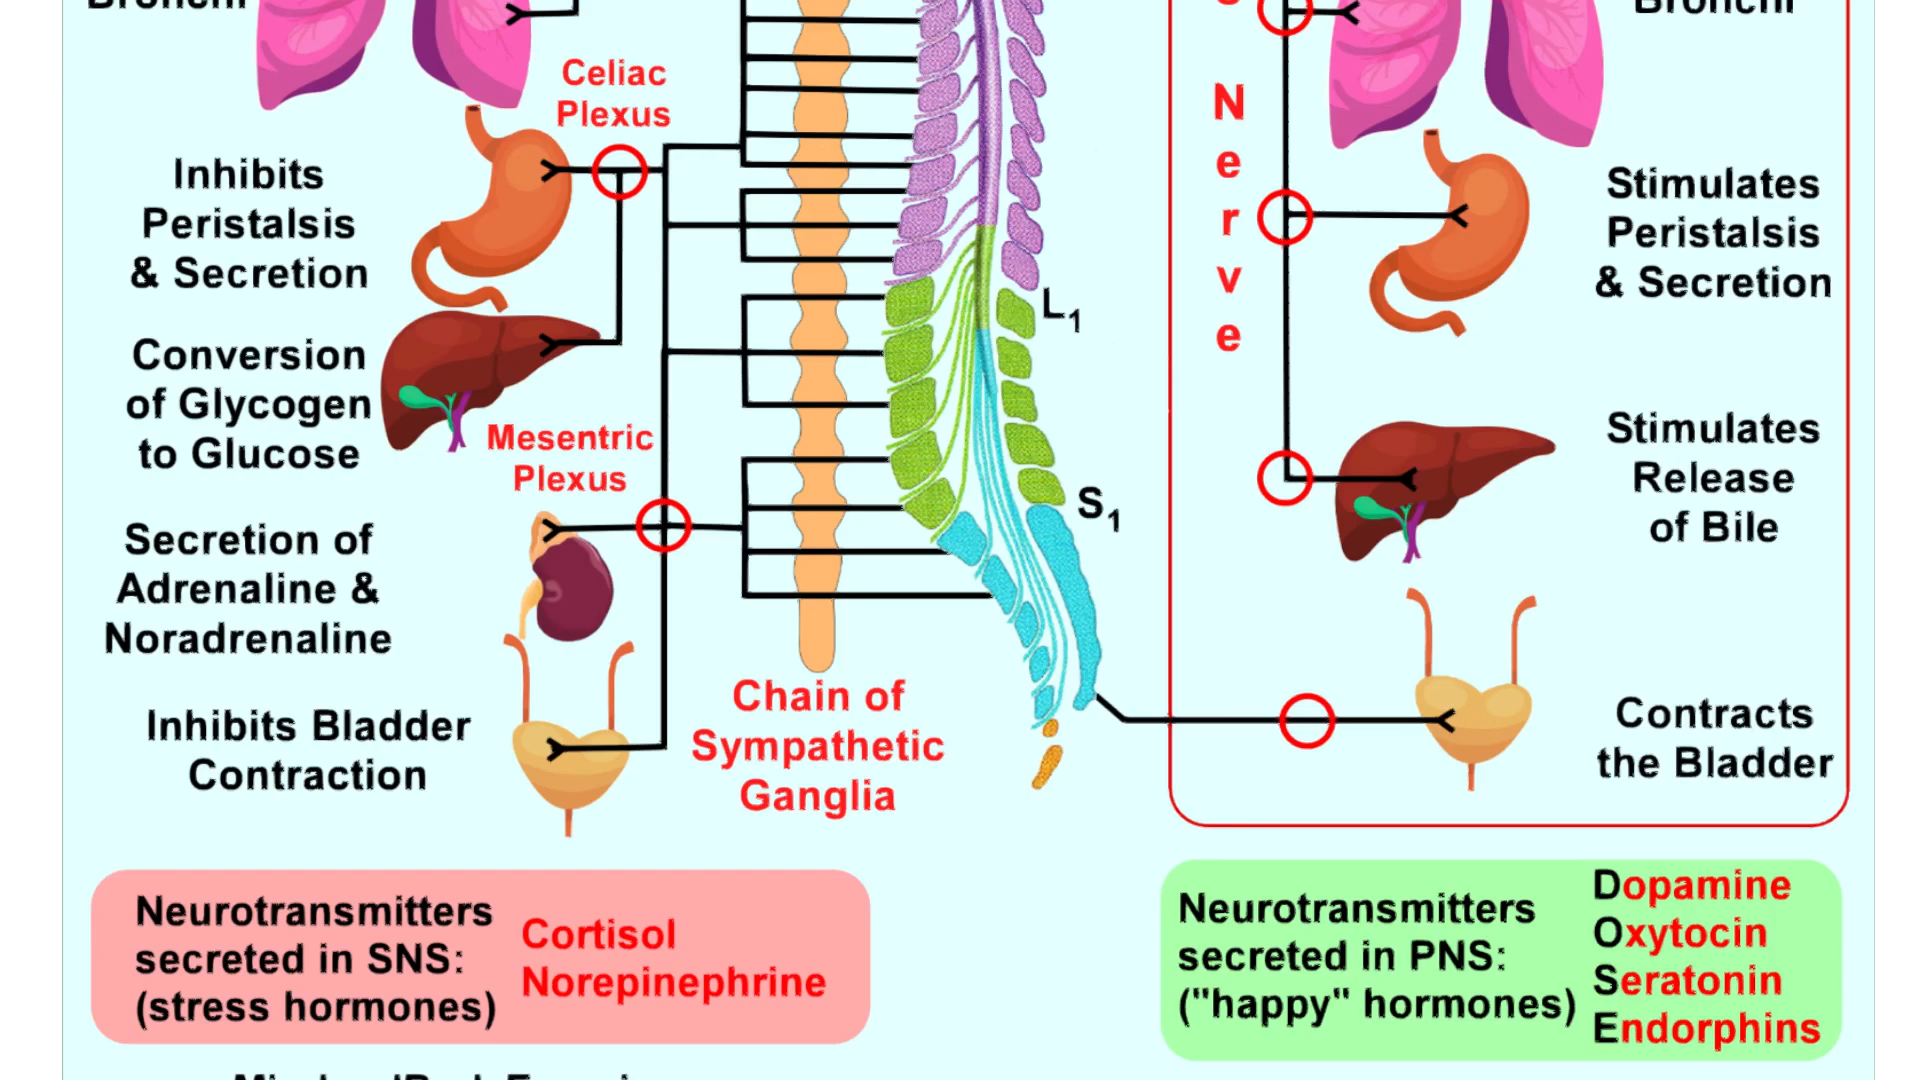 Bronchi
Celiac
Plexus
Inhibits
Peristalsis
& Secretion
Conversion
of Glycogen
to Glucose
Mesentric
Plexus
Secretion of
Adrenaline &
Noradrenaline
Inhibits Bladder
Contraction
Chain of
Sympathetic
Ganglia
L1
S1
N
e
r
v
e
Bronchi
Stimulates
Peristalsis
& Secretion
Stimulates
Release
of Bile
Contracts
the Bladder
Neurotransmitters
secreted in SNS:
(stress hormones)
Cortisol
Norepinephrine
Neurotransmitters
secreted in PNS:
("happy" hormones)
Dopamine
Oxytocin
Seratonin
Endorphins